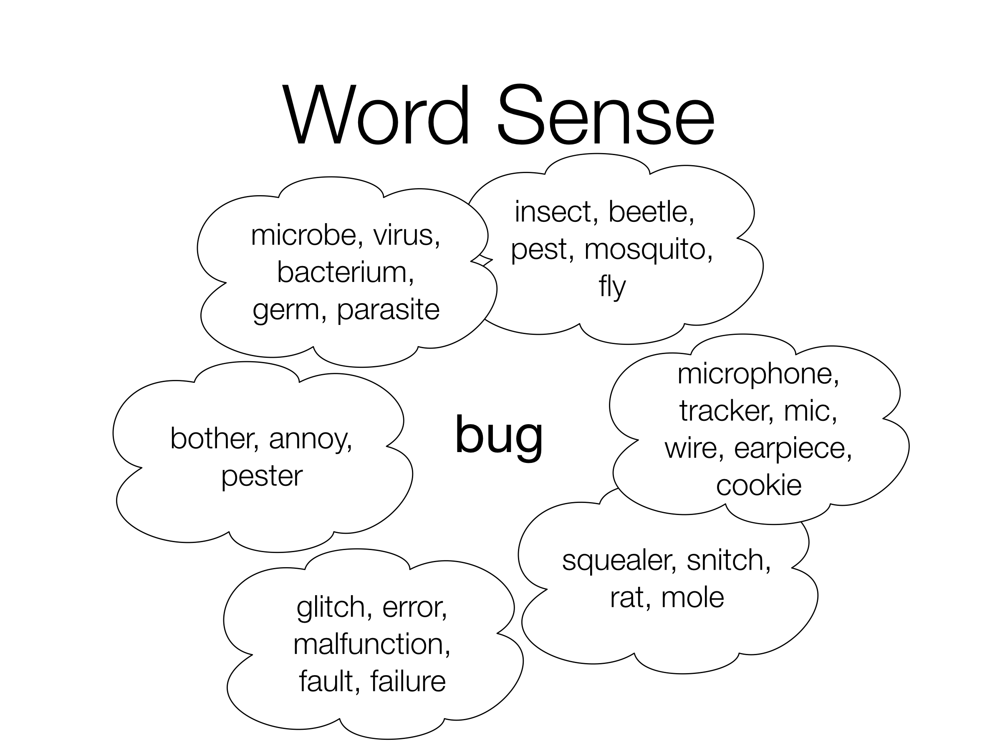 Word Sense
microbe, virus,
bacterium,
germ, parasite
insect, beetle,
pest, mosquito,
fly
bother, annoy,
pester
bug
microphone,
tracker, mic,
wire, earpiece,
cookie
glitch, error,
malfunction,
fault, failure
squealer, snitch,
rat, mole